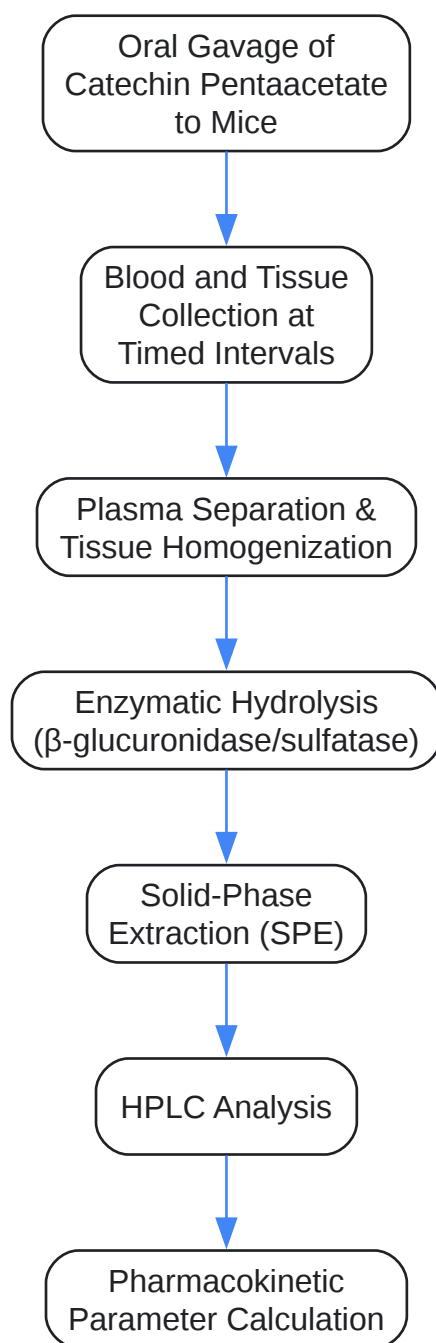 Oral Gavage of
Catechin Pentaacetate
to Mice
Blood and Tissue
Collection at
Timed Intervals
Plasma Separation &
Tissue Homogenization
Enzymatic Hydrolysis
(β-glucuronidase/sulfatase)
Solid-Phase
Extraction (SPE)
HPLC Analysis
Pharmacokinetic
Parameter Calculation